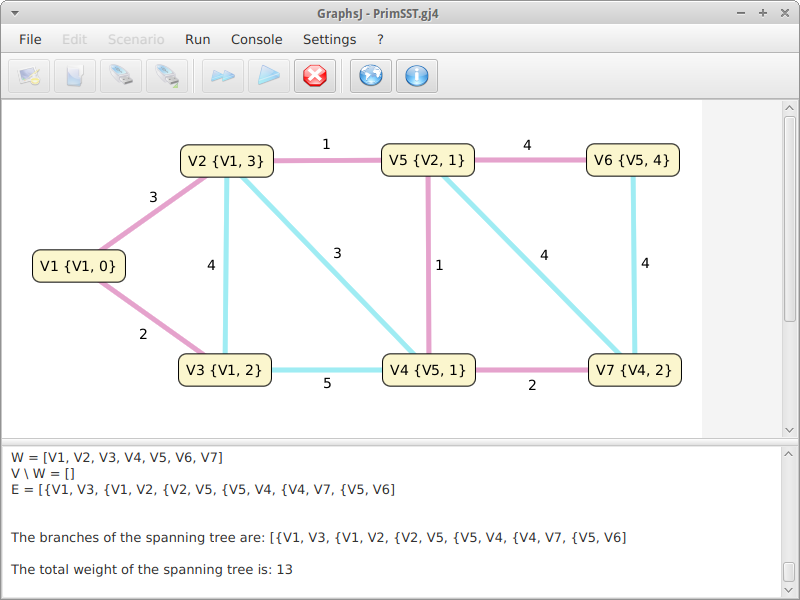 GraphsJ - PrimSST.gj4
File Edit Scenario Run Console Settings ?
1
4
V2 {V1, 3}
V5 {V2, 1}
V6 {V5, 4}
3
4
3
1
4
4
V1 {V1, 0}
2
V3 {V1, 2}
V4 {V5, 1}
V7 {V4, 2}
5
2
W = [V1, V2, V3, V4, V5, V6, V7]
V \ W = []
E = [{V1, V3, {V1, V2, {V2, V5, {V5, V4, {V4, V7, {V5, V6]
The branches of the spanning tree are: [{V1, V3, {V1, V2, {V2, V5, {V5, V4, {V4, V7, {V5, V6]
The total weight of the spanning tree is: 13